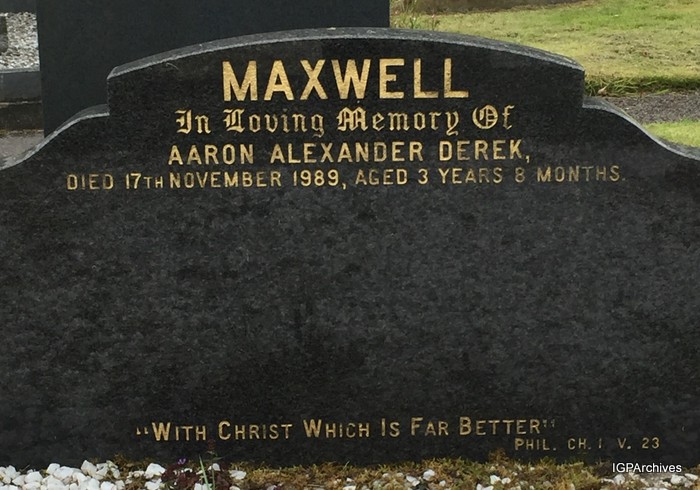 MAXWELL
In Loving Memory Of
AARON ALEXANDER DEREK,
DIED 17TH NOVEMBER 1989, AGED 3 YEARS 8 MONTHS.
"WITH CHRIST WHICH IS FAR BETTER"
PHIL. CH. I V. 23
IGPArchives